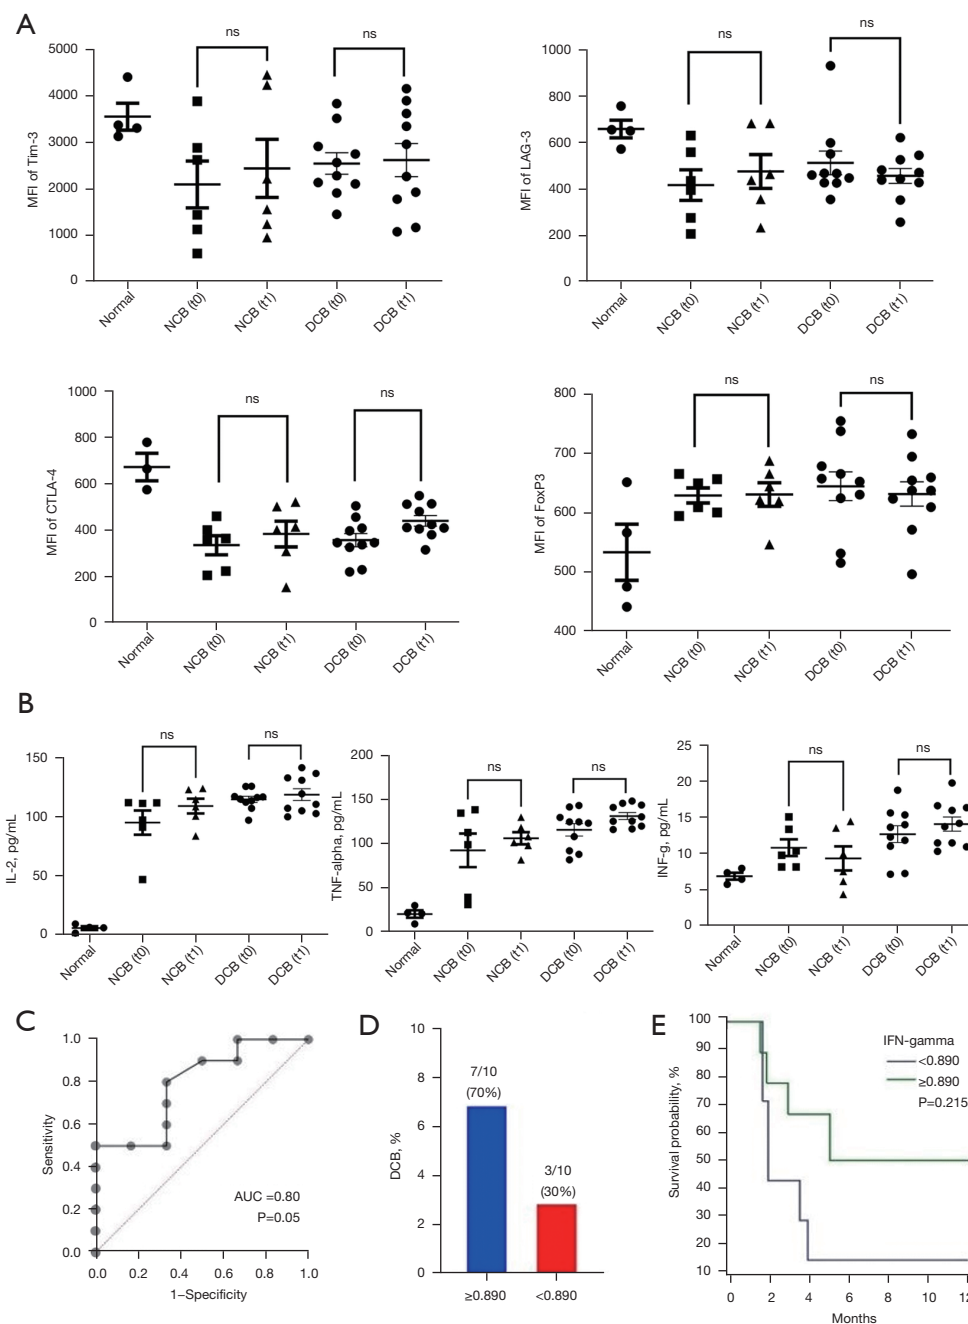 A
ns
ns
5000
4000
3000
2000
1000
0
MFI of Tim-3
Normal
NCB (t0)
NCB (t1)
DCB (t0)
DCB (t1)
ns
ns
1000
800
600
400
200
0
MFI of LAG-3
Normal
NCB (t0)
NCB (t1)
DCB (t0)
DCB (t1)
ns
ns
1000
800
600
400
200
0
MFI of CTLA-4
Normal
NCB (t0)
NCB (t1)
DCB (t0)
DCB (t1)
ns
ns
800
700
600
500
400
MFI of FoxP3
Normal
NCB (t0)
NCB (t1)
DCB (t0)
DCB (t1)
B
ns
ns
150
100
50
0
IL-2, pg/mL
Normal
NCB (t0)
NCB (t1)
DCB (t0)
DCB (t1)
ns
ns
200
150
100
50
0
TNF-alpha, pg/mL
Normal
NCB (t0)
NCB (t1)
DCB (t0)
DCB (t1)
ns
ns
25
20
15
10
5
0
INF-g, pg/mL
Normal
NCB (t0)
NCB (t1)
DCB (t0)
DCB (t1)
C
1.0
0.8
0.6
0.4
0.2
0.0
Sensitivity
AUC =0.80
P=0.05
0.0 0.2 0.4 0.6 0.8 1.0
1–Specificity
D
10
8
6
4
2
0
DCB, %
7/10
(70%)
3/10
(30%)
≥0.890 <0.890
E
100
90
80
70
60
50
40
30
20
10
Survival probability, %
IFN-gamma
<0.890
≥0.890
P=0.215
0 2 4 6 8 10 12
Months